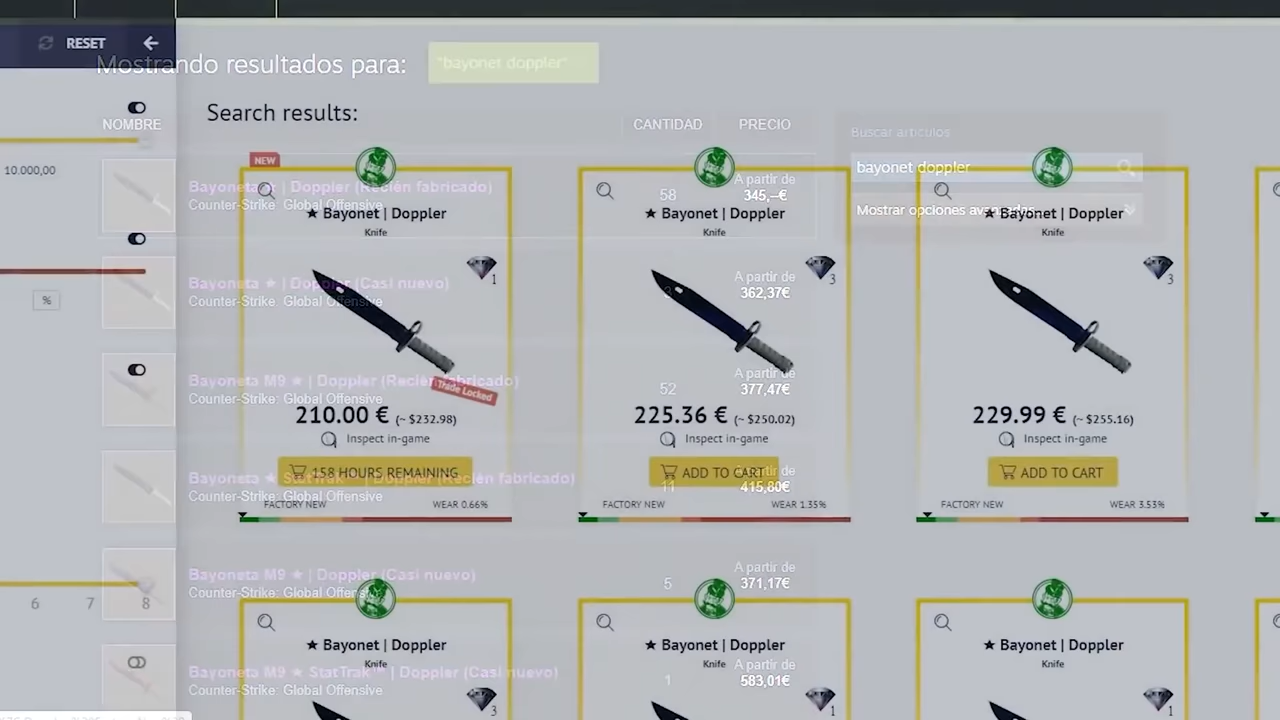 RESET
Mostrando resultados para: "bayonet doppler"
Search results:
NOMBRE CANTIDAD PRECIO
Buscar artículos
bayonet doppler
Mostrar opciones avanzadas
10.000,00
%
6 7 8
NEW
★ Bayonet | Doppler
Knife
1
Trade Locked
210.00 € (~ $232.98)
Inspect in-game
158 HOURS REMAINING
FACTORY NEW WEAR 0.66%
★ Bayonet | Doppler
Knife
3
225.36 € (~ $250.02)
Inspect in-game
ADD TO CART
FACTORY NEW WEAR 1.35%
★ Bayonet | Doppler
Knife
3
229.99 € (~ $255.16)
Inspect in-game
ADD TO CART
FACTORY NEW WEAR 3.53%
★ Bayonet | Doppler
Knife
3
★ Bayonet | Doppler
Knife
1
★ Bayonet | Doppler
Knife
1
Bayoneta ★ | Doppler (Recién fabricado)
Counter-Strike: Global Offensive
58
A partir de
345,--€
Bayoneta ★ | Doppler (Casi nuevo)
Counter-Strike: Global Offensive
A partir de
362,37€
Bayoneta M9 ★ | Doppler (Recién fabricado)
Counter-Strike: Global Offensive
52
A partir de
377,47€
Bayoneta ★ StatTrak™ | Doppler (Recién fabricado)
Counter-Strike: Global Offensive
11
A partir de
415,80€
Bayoneta M9 ★ | Doppler (Casi nuevo)
Counter-Strike: Global Offensive
5
A partir de
371,17€
Bayoneta M9 ★ StatTrak™ | Doppler (Casi nuevo)
Counter-Strike: Global Offensive
1
A partir de
583,01€